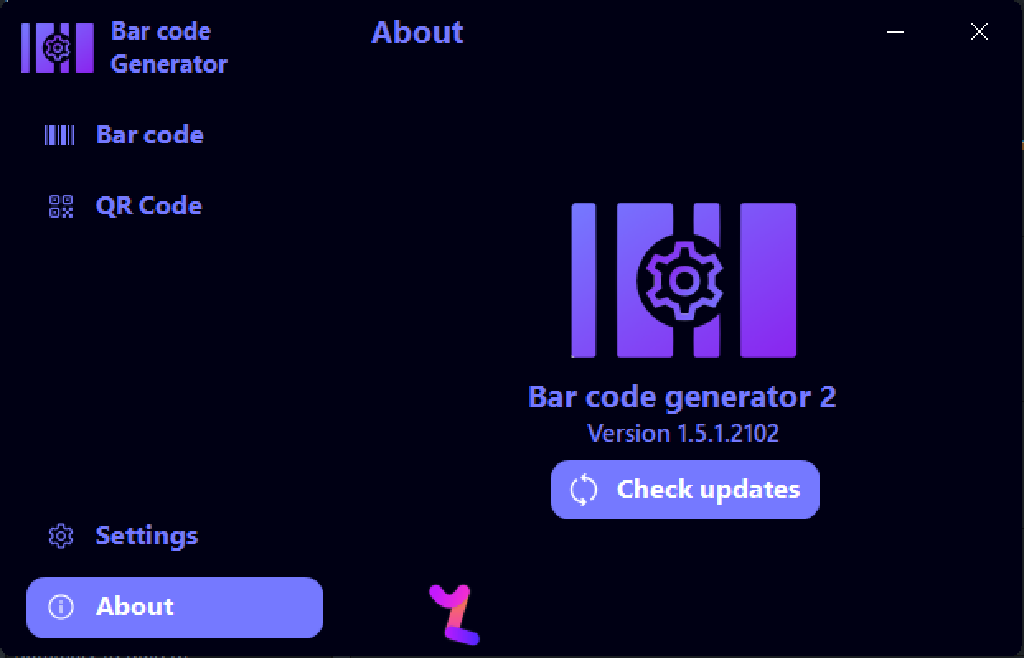 Bar code
Generator
About
Bar code
QR Code
Bar code generator 2
Version 1.5.1.2102
Check updates
Settings
About